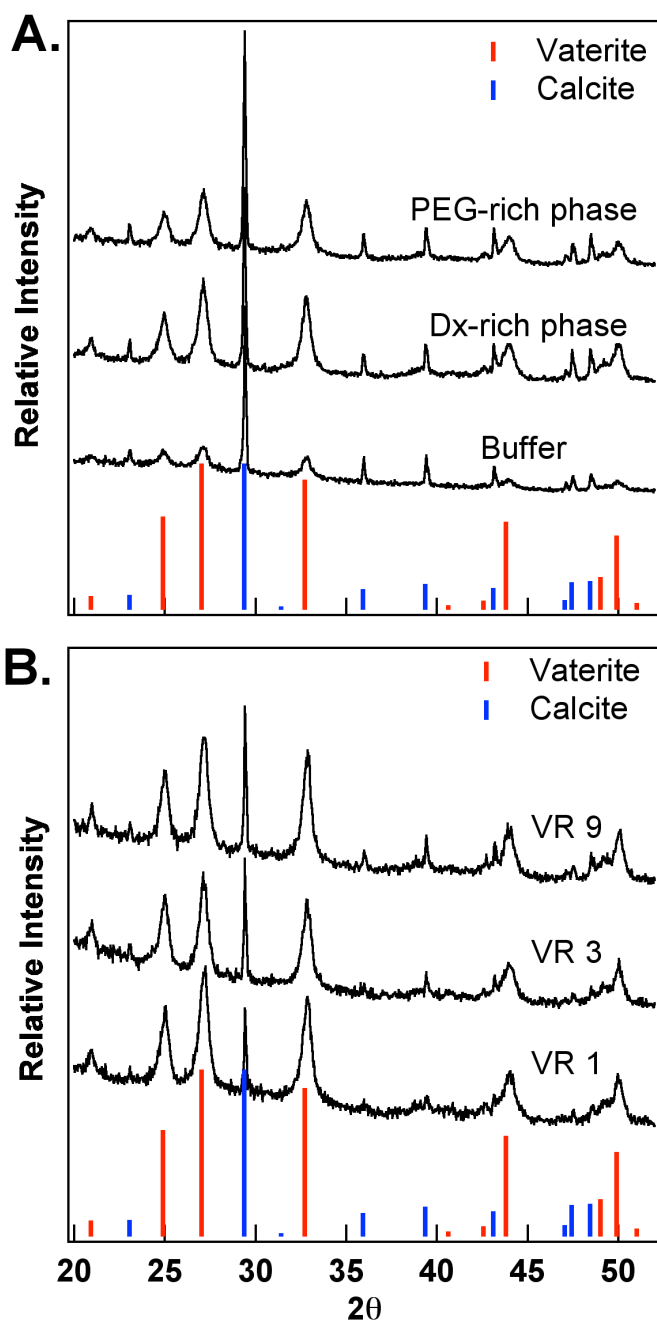 A.
Vaterite
Calcite
PEG-rich phase
Dx-rich phase
Buffer
Relative Intensity
B.
Vaterite
Calcite
VR 9
VR 3
VR 1
Relative Intensity
20 25 30 35 40 45 50
2θ